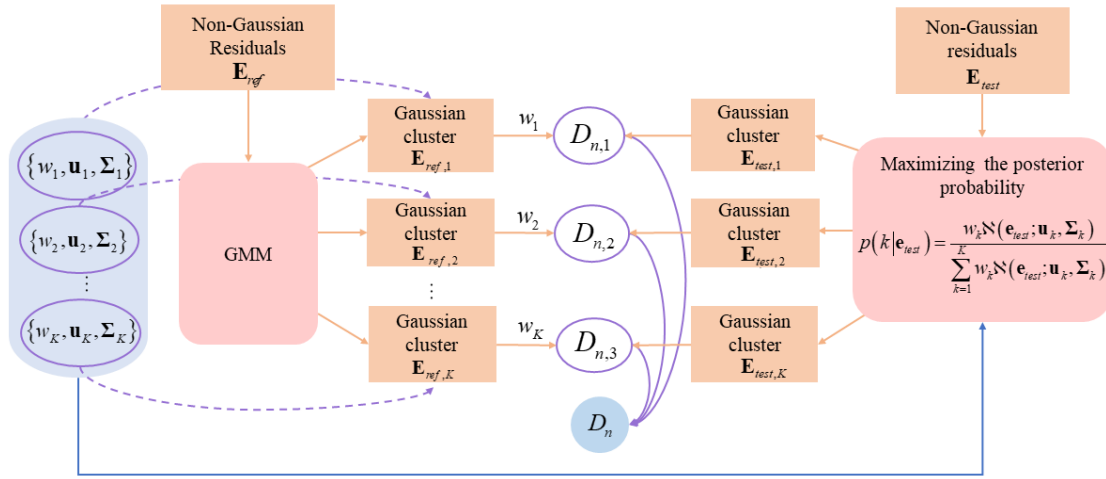 Non-Gaussian
Residuals
E_ref
Non-Gaussian
residuals
E_test
{w_1, u_1, Σ_1}
{w_2, u_2, Σ_2}
⋮
{w_K, u_K, Σ_K}
GMM
Gaussian
cluster
E_ref,1
Gaussian
cluster
E_ref,2
⋮
Gaussian
cluster
E_ref,K
w_1
w_2
w_K
D_n,1
D_n,2
D_n,3
D_n
Gaussian
cluster
E_test,1
Gaussian
cluster
E_test,2
Gaussian
cluster
E_test,K
Maximizing the posterior
probability
p(k|e_test) = w_k ℵ(e_test; u_k, Σ_k) / ∑_{k=1}^{K} w_k ℵ(e_test; u_k, Σ_k)